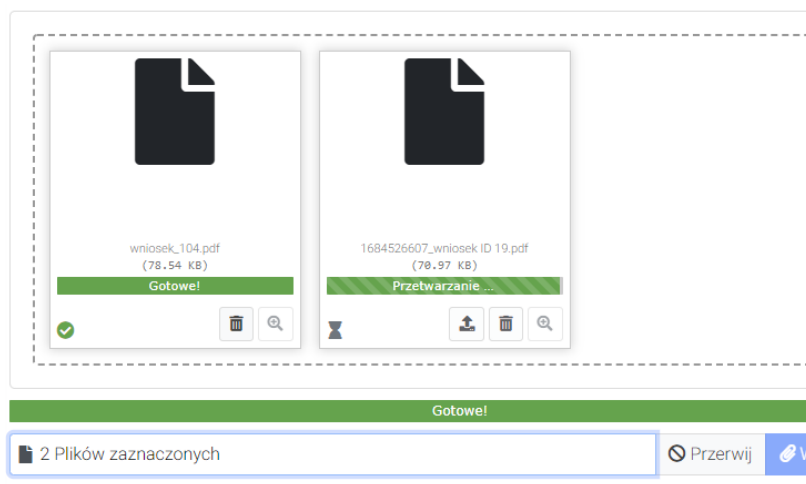 wniosek_104.pdf
(78.54 KB)
Gotowe!
1684526607_wniosek ID 19.pdf
(70.97 KB)
Przetwarzanie ...
Gotowe!
2 Plików zaznaczonych
Przerwij